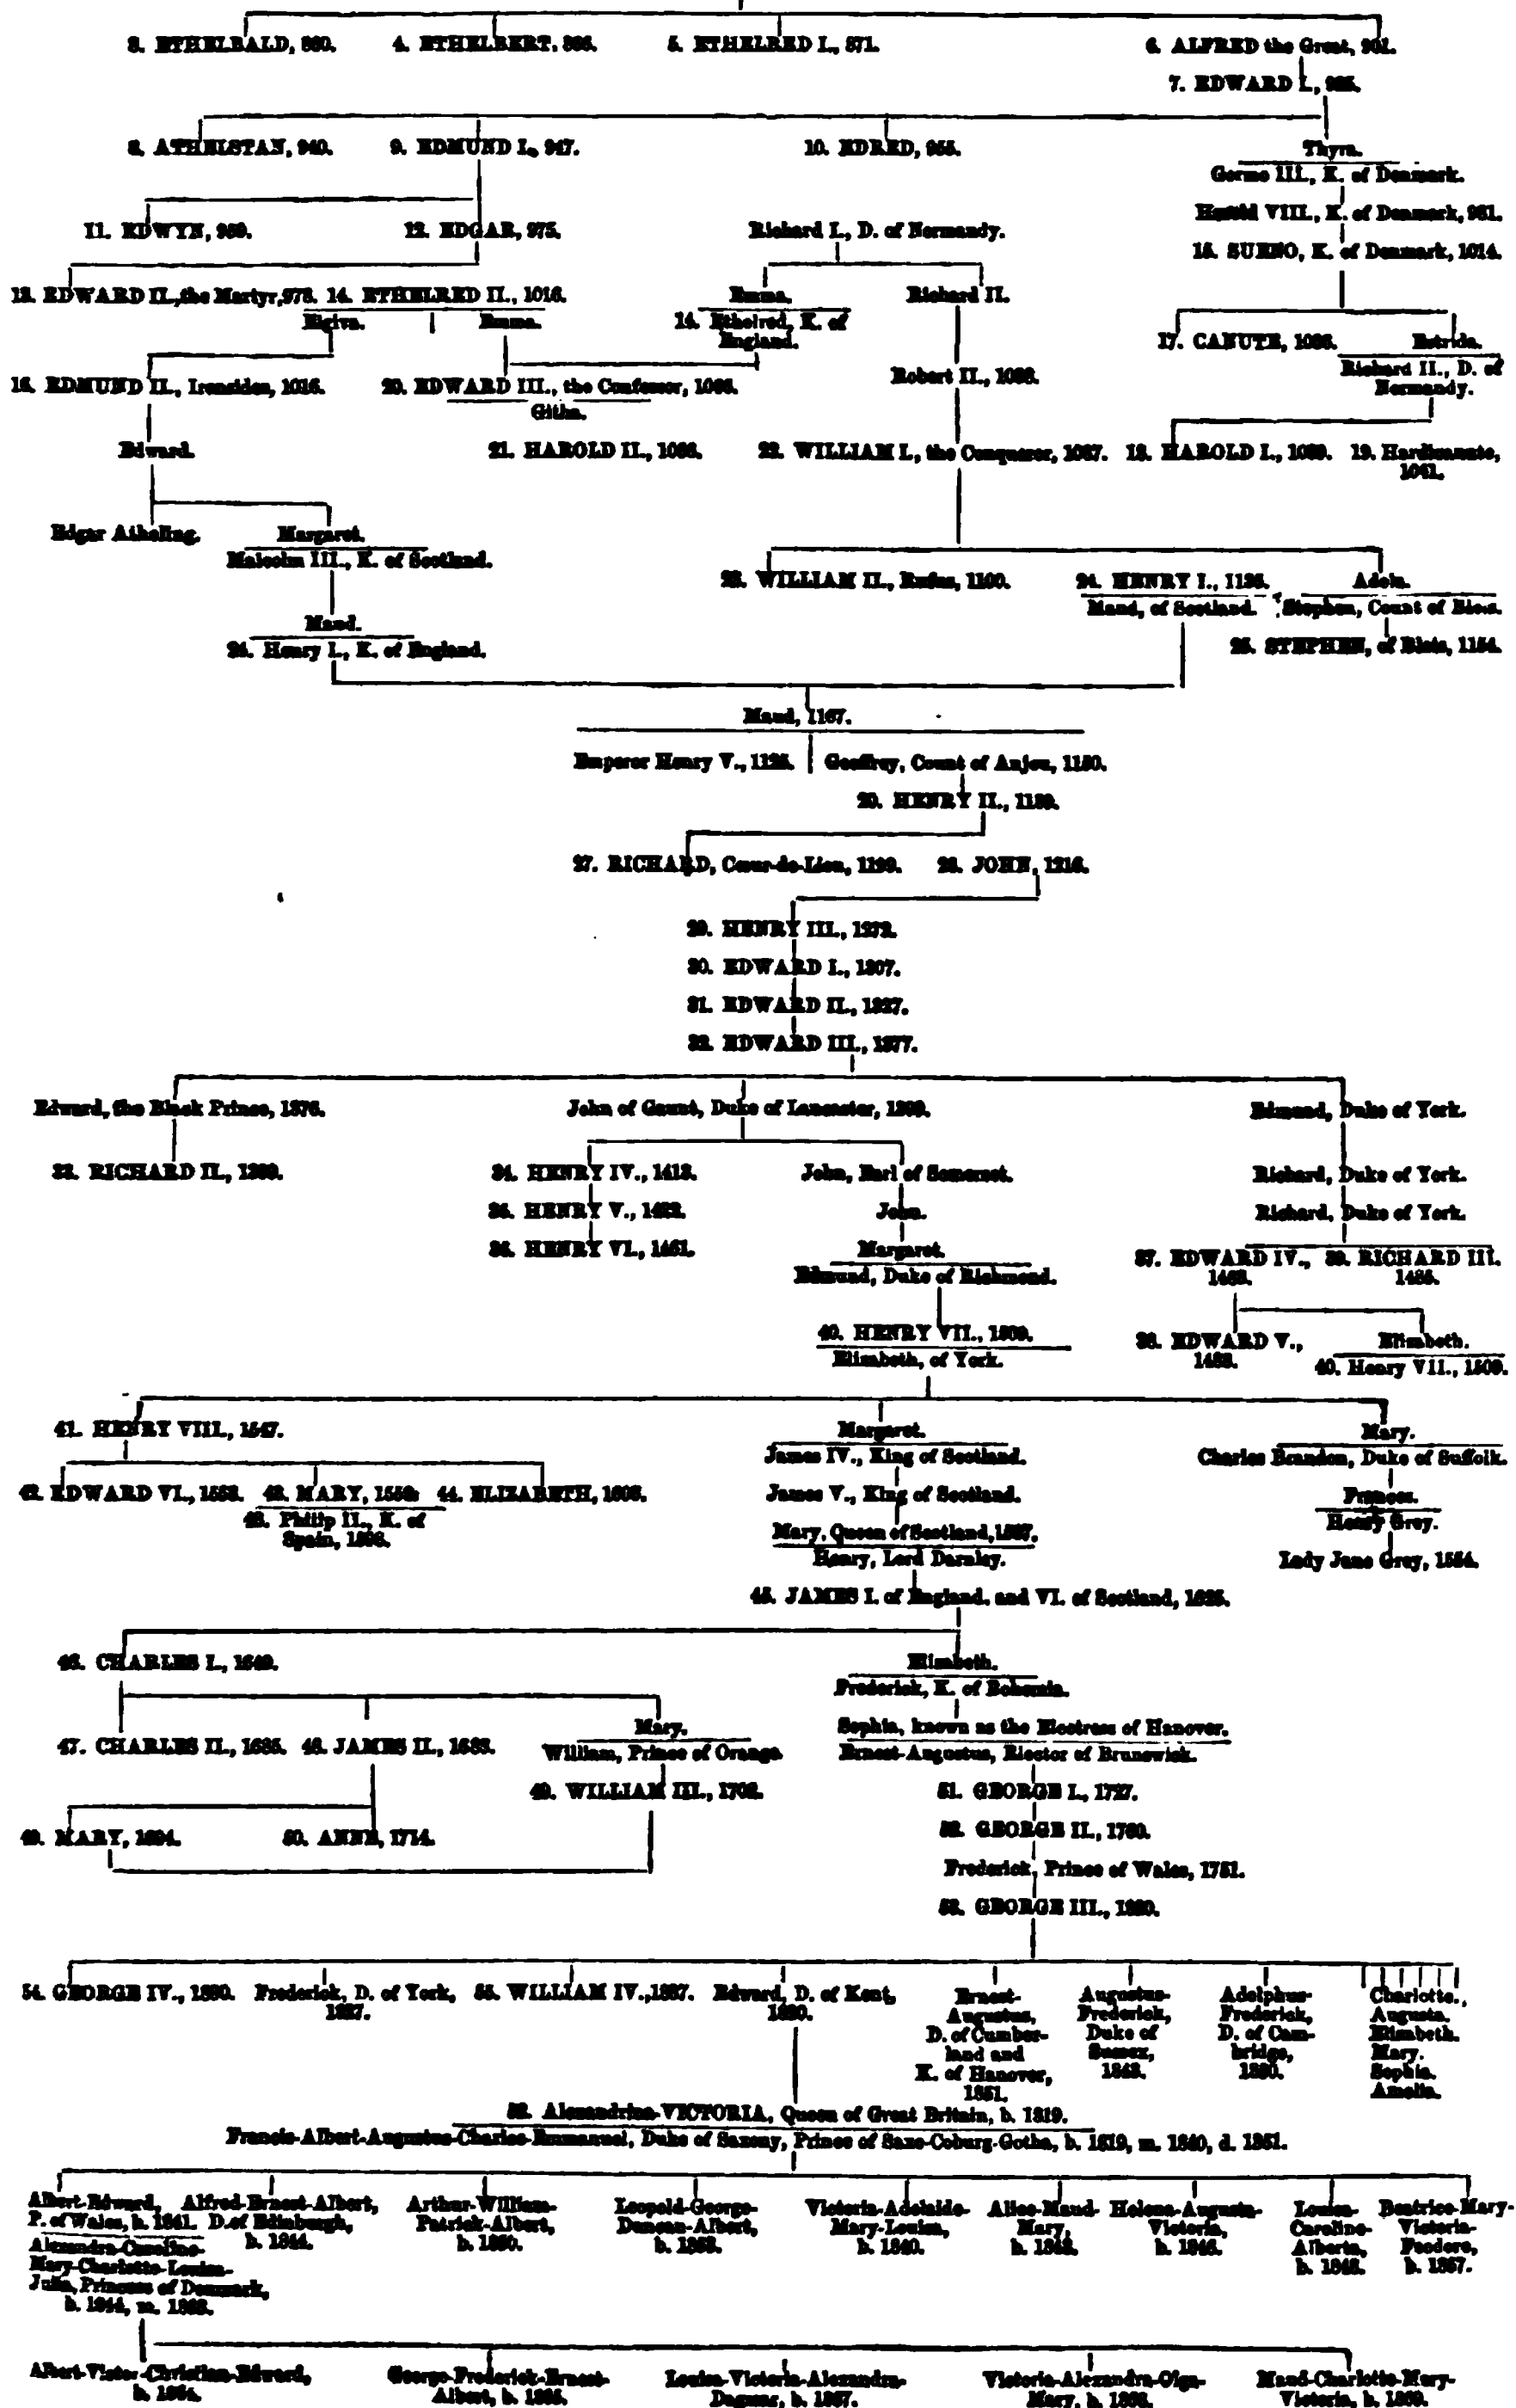 3. ETHELBALD, 860. 4. ETHELBERT, 866. 5. ETHELRED I., 871. 6. ALFRED the Great, 901.
7. EDWARD I., 925.
8. ATHELSTAN, 940. 9. EDMUND I., 947. 10. EDRED, 955. Thyra.
Gormo III., K. of Denmark.
11. EDWYN, 959. 12. EDGAR, 975. Richard I., D. of Normandy. Harold VIII., K. of Denmark, 981.
15. SUENO, K. of Denmark, 1014.
13. EDWARD II., the Martyr, 978. 14. ETHELRED II., 1016. Emma. Richard II.
Elgiva. Emma. 14. Ethelred, K. of
England. 17. CANUTE, 1036. Estrida.
16. EDMUND II., Ironsides, 1016. 20. EDWARD III., the Confessor, 1066. Robert II., Richard II., D. of
Githa. Normandy.
Edward. 21. HAROLD II., 1066. 22. WILLIAM I., the Conqueror, 1087. 18. HAROLD I., 1039. 19. Hardicanute,
1041.
Edgar Atheling. Margaret.
Malcolm III., K. of Scotland.
23. WILLIAM II., Rufus, 1100. 24. HENRY I., 1135. Adela.
Maud, of Scotland. Stephen, Count of Blois.
Maud.
24. Henry I., K. of England. 25. STEPHEN, of Blois, 1154.
Maud, 1167.
Emperor Henry V., 1125. Geoffrey, Count of Anjou, 1150.
HENRY II., 1189.
27. RICHARD, Cœur-de-Lion, 1199. 28. JOHN, 1216.
29. HENRY III., 1272.
30. EDWARD I., 1307.
31. EDWARD II., 1327.
32. EDWARD III., 1377.
Edward, the Black Prince, 1376. John of Gaunt, Duke of Lancaster, 1399. Edmund, Duke of York.
33. RICHARD II., 1399. 34. HENRY IV., 1413. John, Earl of Somerset. Richard, Duke of York.
35. HENRY V., 1422. John. Richard, Duke of York.
36. HENRY VI., 1461. Margaret. 37. EDWARD IV., 39. RICHARD III.
Edmund, Duke of Richmond. 1483. 1485.
40. HENRY VII., 1509. 38. EDWARD V., Elizabeth.
Elizabeth, of York. 1483. 40. Henry VII., 1509.
41. HENRY VIII., 1547. Margaret. Mary.
James IV., King of Scotland. Charles Brandon, Duke of Suffolk.
42. EDWARD VI., 1553. 43. MARY, 1558. 44. ELIZABETH, 1603. James V., King of Scotland. Frances.
43. Philip II., K. of Mary, Queen of Scotland, 1587. Henry Grey.
Spain, 1598. Henry, Lord Darnley. Lady Jane Grey, 1554.
45. JAMES I. of England, and VI. of Scotland, 1625.
46. CHARLES I., 1649. Elizabeth.
Frederick, K. of Bohemia.
47. CHARLES II., 1685. 48. JAMES II., Mary. Sophia, known as the Electress of Hanover.
William, Prince of Orange. Ernest-Augustus, Elector of Brunswick.
49. WILLIAM III., 1702. 51. GEORGE I., 1727.
49. MARY, 1694. 50. ANNE, 1714. 52. GEORGE II., 1760.
Frederick, Prince of Wales, 1751.
53. GEORGE III., 1820.
54. GEORGE IV., 1830. Frederick, D. of York, 55. WILLIAM IV., 1837. Edward, D. of Kent, Ernest- Augustus- Adolphus- Charlotte.,
1827. 1820. Augustus, Frederick, Frederick, Augusta.
D. of Cumber- Duke of D. of Cam- Elizabeth.
land and Sussex, bridge, Mary.
K. of Hanover, 1843. Sophia.
1851. Amelia.
Alexandrina-VICTORIA, Queen of Great Britain, b. 1819.
Francis-Albert-Augustus-Charles-Emmanuel, Duke of Saxony, Prince of Saxe-Coburg-Gotha, b. 1819, m. 1840, d. 1861.
Albert-Edward, Alfred-Ernest-Albert, Arthur-William- Leopold-George- Victoria-Adelaide- Alice-Maud- Helena-Augusta- Louisa- Beatrice-Mary-
P. of Wales, b. 1841. D. of Edinburgh, Patrick-Albert, Duncan-Albert, Mary-Louisa, Mary, Victoria, Caroline- Victoria-
Alexandra-Caroline- b. 1844. b. 1850. b. 1853. b. 1840. b. 1843. b. 1846. Alberta, Feodore,
Mary-Charlotte-Louisa- b. 1848. b. 1857.
Julia, Princess of Denmark,
b. 1844, m. 1863.
Albert-Victor-Christian-Edward, George-Frederick-Ernest- Louisa-Victoria-Alexandra- Victoria-Alexandra-Olga- Maud-Charlotte-Mary-
b. 1864. Albert, b. 1865. Dagmar, b. 1867. Mary, b. 1868. Victoria, b. 1869.